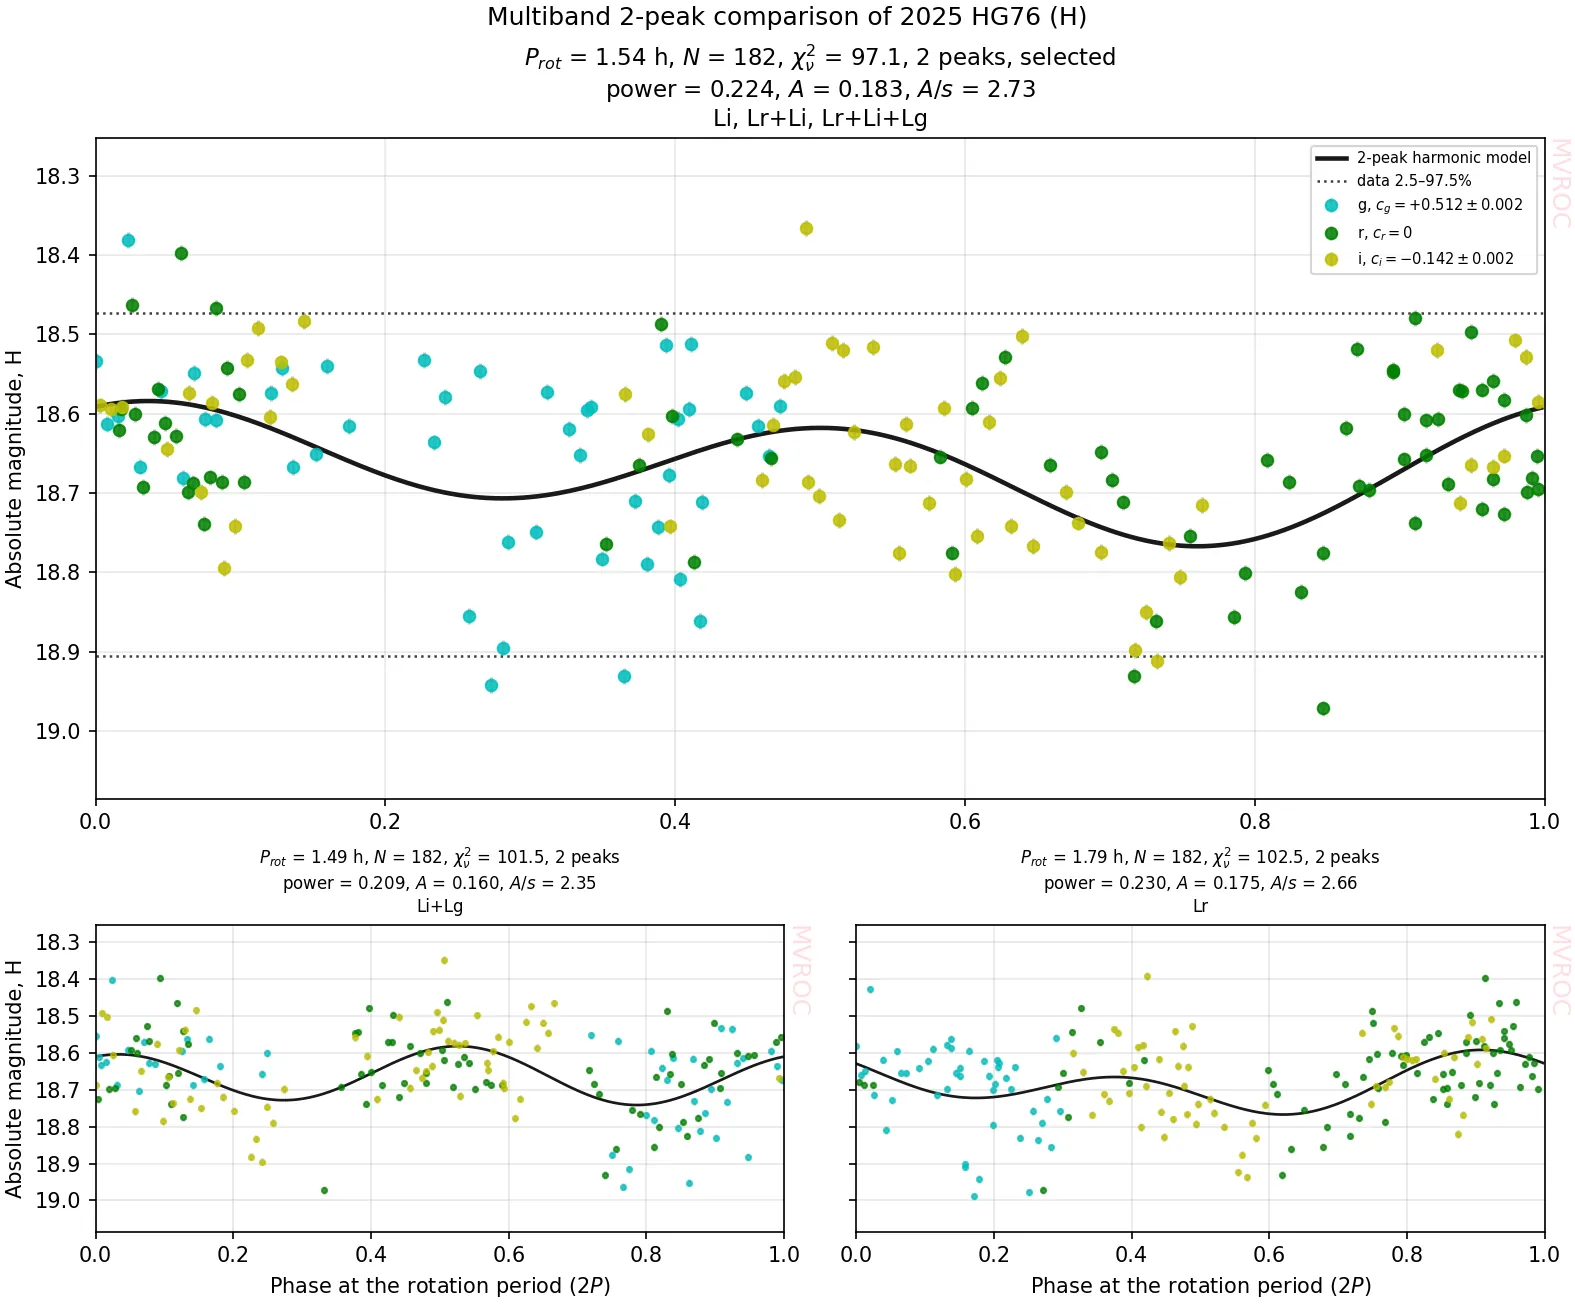 Multiband 2-peak comparison of 2025 HG76 (H)
P_rot = 1.54 h, N = 182, χ²_ν = 97.1, 2 peaks, selected
power = 0.224, A = 0.183, A/s = 2.73
Li, Lr+Li, Lr+Li+Lg
2-peak harmonic model
data 2.5–97.5%
g, c_g = +0.512 ± 0.002
r, c_r = 0
i, c_i = −0.142 ± 0.002
MVROC
Absolute magnitude, H
18.3
18.4
18.5
18.6
18.7
18.8
18.9
19.0
0.0 0.2 0.4 0.6 0.8 1.0
P_rot = 1.49 h, N = 182, χ²_ν = 101.5, 2 peaks
power = 0.209, A = 0.160, A/s = 2.35
Li+Lg
MVROC
Absolute magnitude, H
18.3
18.4
18.5
18.6
18.7
18.8
18.9
19.0
0.0 0.2 0.4 0.6 0.8 1.0
Phase at the rotation period (2P)
P_rot = 1.79 h, N = 182, χ²_ν = 102.5, 2 peaks
power = 0.230, A = 0.175, A/s = 2.66
Lr
MVROC
0.0 0.2 0.4 0.6 0.8 1.0
Phase at the rotation period (2P)